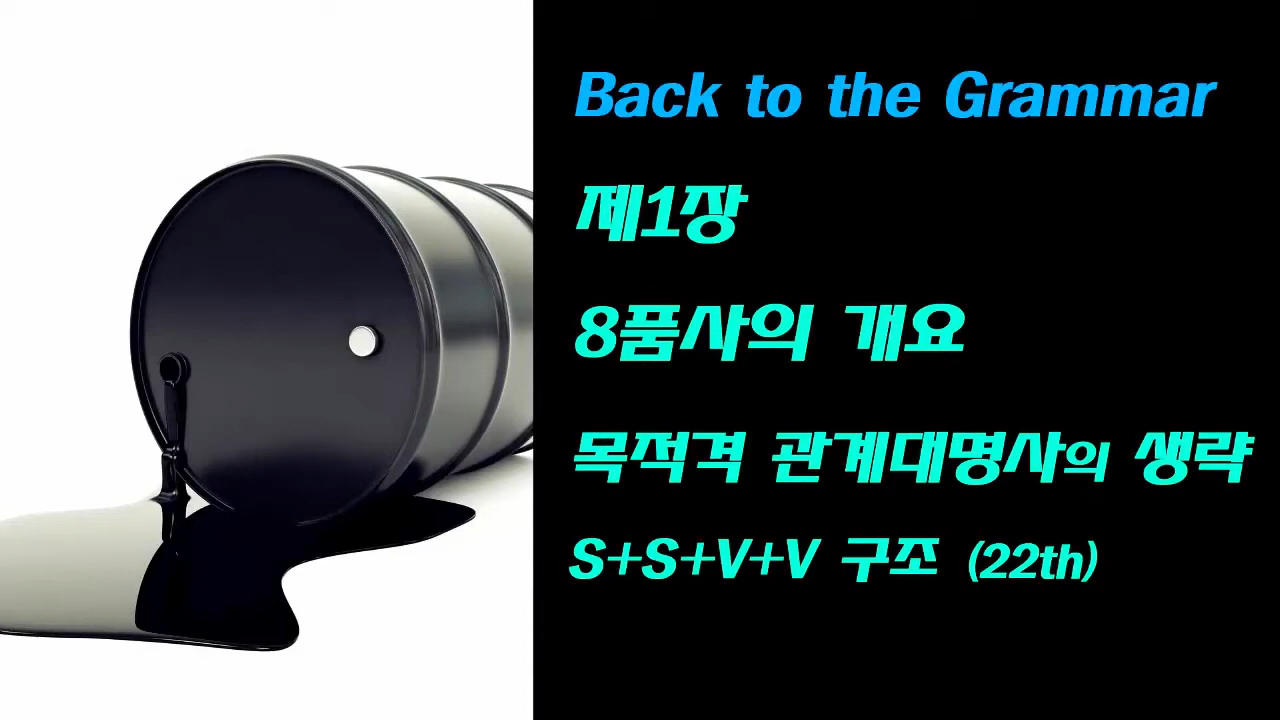 Back to the Grammar
제1장
8품사의 개요
목적격 관계대명사의 생략
S+S+V+V 구조 (22th)